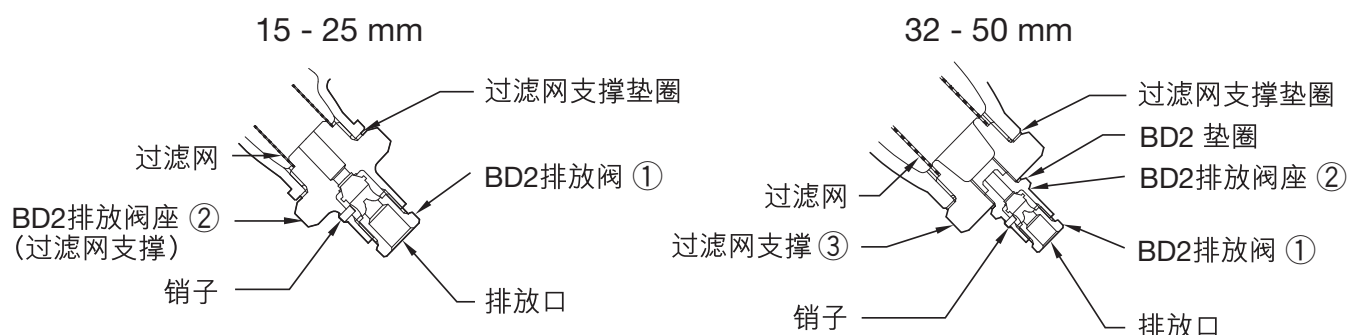 15 - 25 mm
过滤网支撑垫圈
过滤网
BD2排放阀 ①
BD2排放阀座 ②
（过滤网支撑）
销子
排放口
32 - 50 mm
过滤网支撑垫圈
BD2 垫圈
BD2排放阀座 ②
过滤网
过滤网支撑 ③
BD2排放阀 ①
销子
排放口